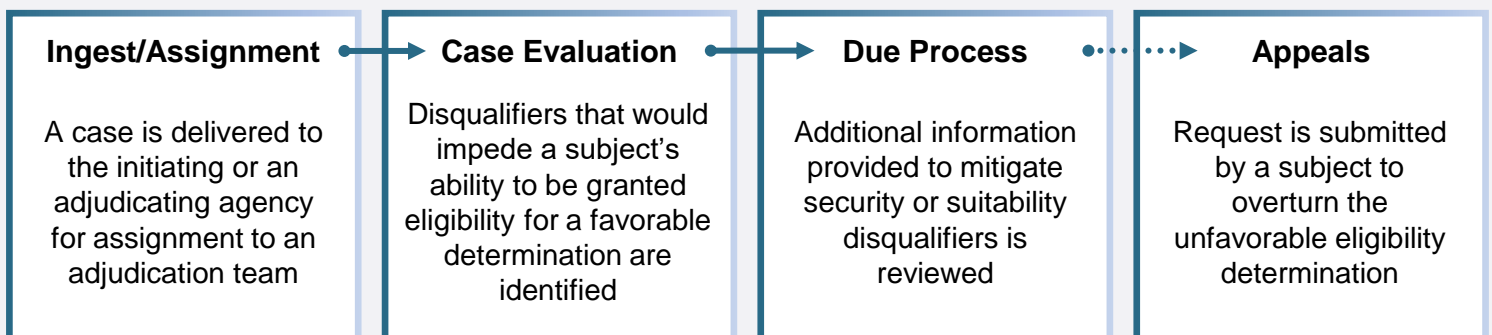 Ingest/Assignment
A case is delivered to
the initiating or an
adjudicating agency
for assignment to an
adjudication team
Case Evaluation
Disqualifiers that would
impede a subject’s
ability to be granted
eligibility for a favorable
determination are
identified
Due Process
Additional information
provided to mitigate
security or suitability
disqualifiers is
reviewed
Appeals
Request is submitted
by a subject to
overturn the
unfavorable eligibility
determination